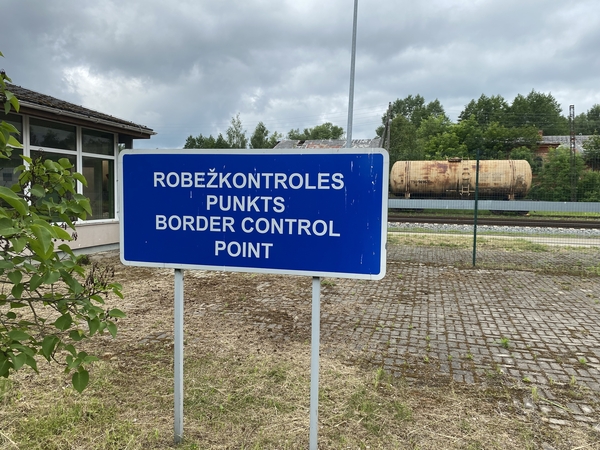 ROBEŽKONTROLES
PUNKTS
BORDER CONTROL
POINT